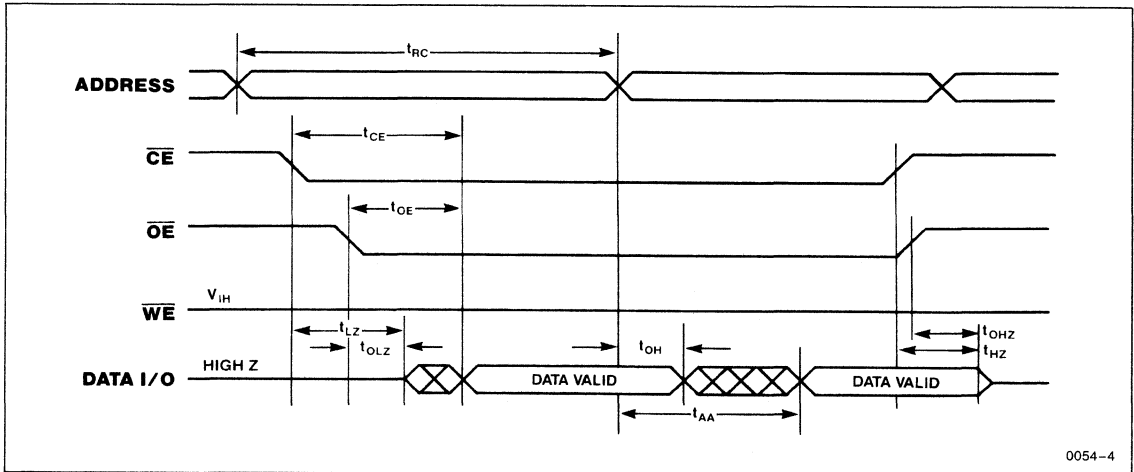 tRC
ADDRESS
tCE
CE
tOE
OE
VIH
WE
tLZ
tOHZ
tOLZ
tOH
tHZ
HIGH Z
DATA I/O
DATA VALID
DATA VALID
tAA
0054-4